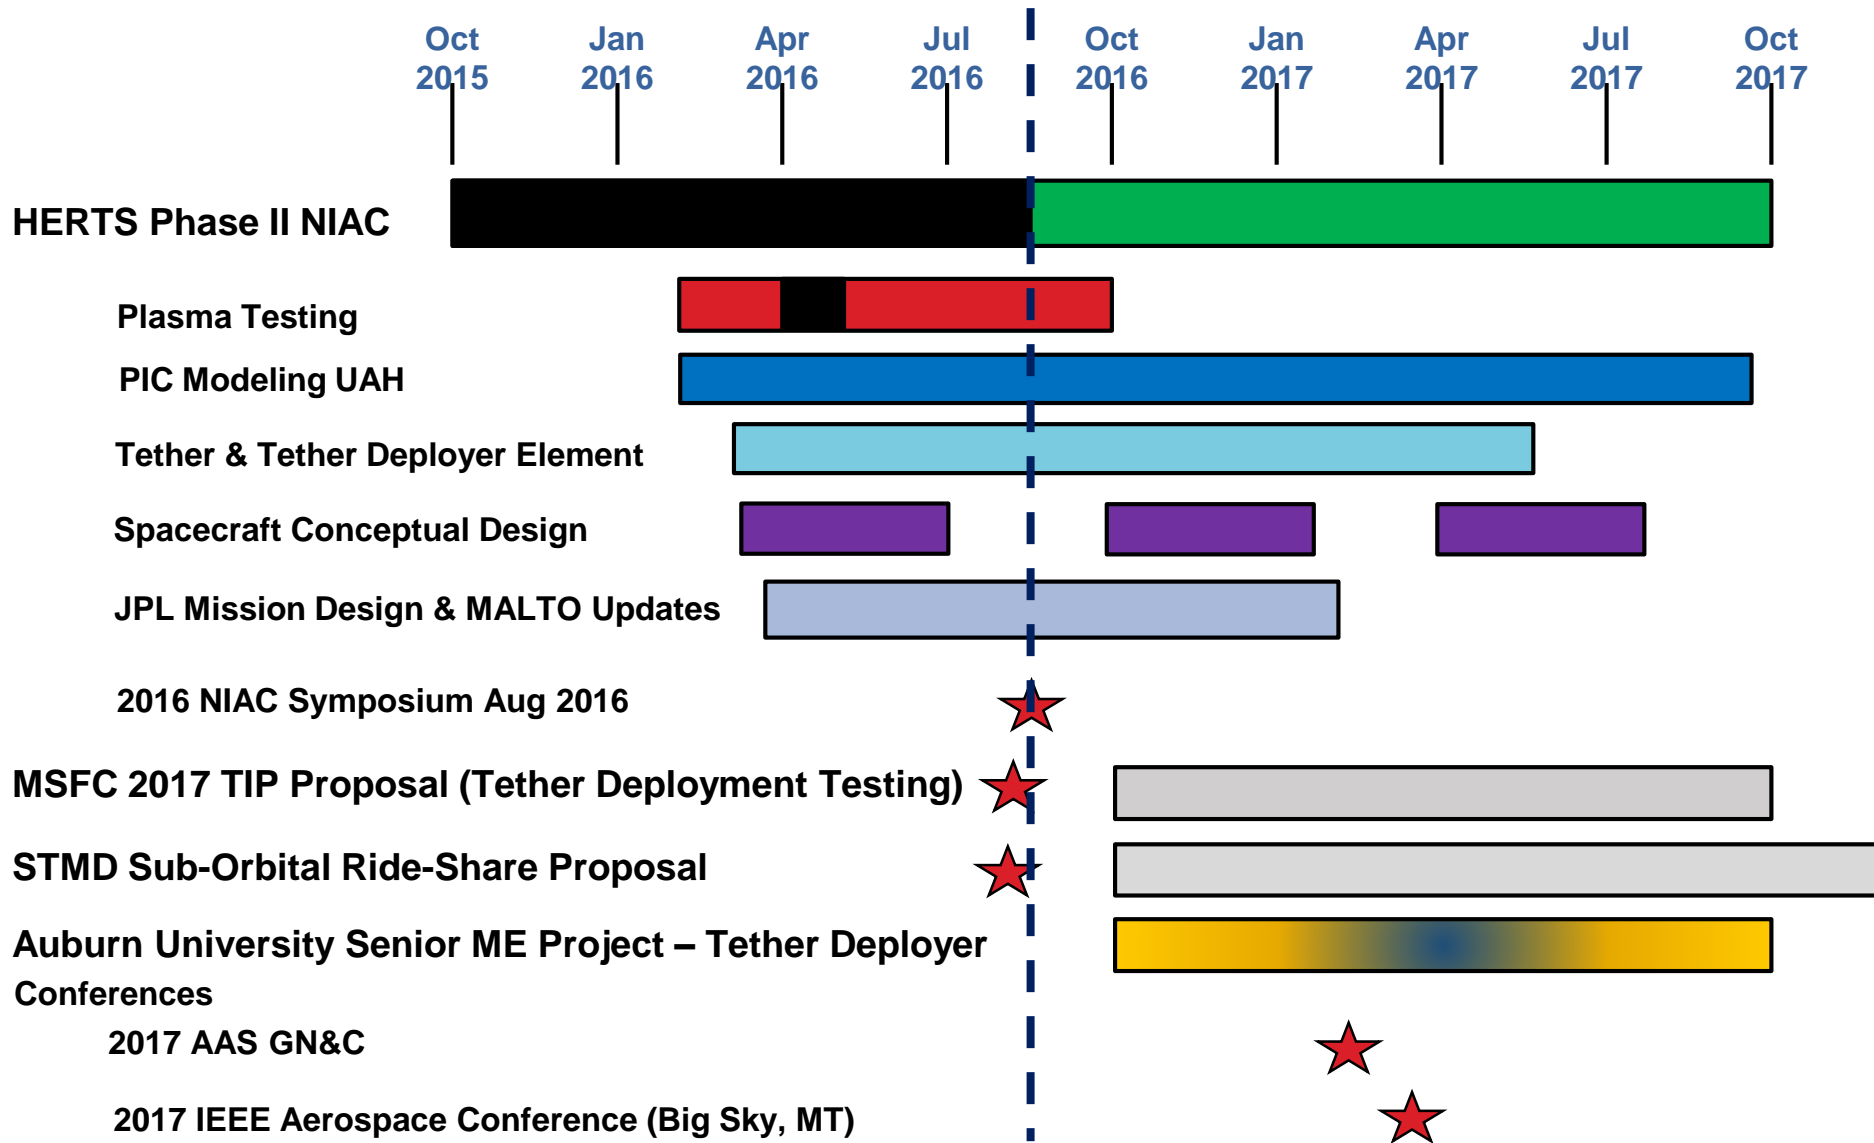 Oct Jan Apr Jul Oct Jan Apr Jul Oct
2015 2016 2016 2016 2016 2017 2017 2017 2017
HERTS Phase II NIAC
Plasma Testing
PIC Modeling UAH
Tether & Tether Deployer Element
Spacecraft Conceptual Design
JPL Mission Design & MALTO Updates
2016 NIAC Symposium Aug 2016
MSFC 2017 TIP Proposal (Tether Deployment Testing)
STMD Sub-Orbital Ride-Share Proposal
Auburn University Senior ME Project – Tether Deployer
Conferences
2017 AAS GN&C
2017 IEEE Aerospace Conference (Big Sky, MT)